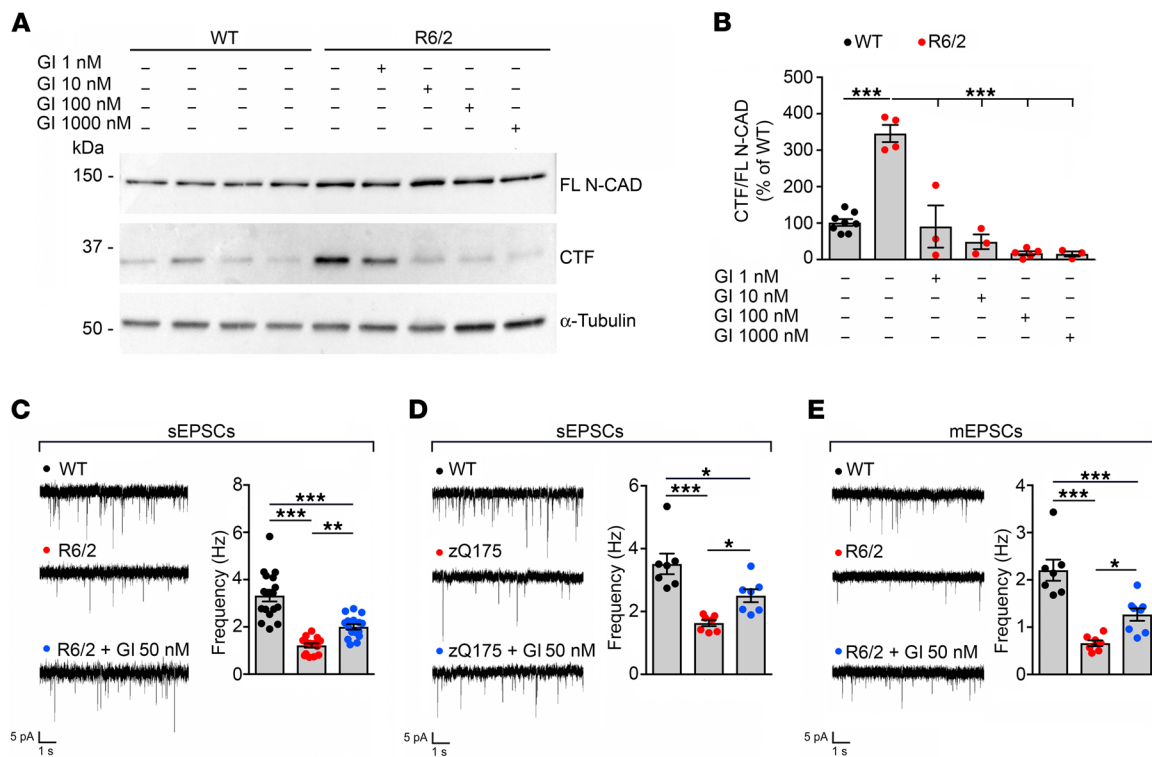 A
WT R6/2
GI 1 nM – – – – – + – – –
GI 10 nM – – – – – – + – –
GI 100 nM – – – – – – – + –
GI 1000 nM – – – – – – – – +
kDa
150 - FL N-CAD
37 - CTF
50 - α-Tubulin
B
WT R6/2
CTF/FL N-CAD
(% of WT)
500
400
300
200
100
0
*** ***
GI 1 nM – – + – – –
GI 10 nM – – – + – –
GI 100 nM – – – – + –
GI 1000 nM – – – – – +
C
sEPSCs
WT
R6/2
R6/2 + GI 50 nM
5 pA
1 s
Frequency (Hz)
8
6
4
2
0
***
*** **
D
sEPSCs
WT
zQ175
zQ175 + GI 50 nM
5 pA
1 s
Frequency (Hz)
6
4
2
0
*
***
*
E
mEPSCs
WT
R6/2
R6/2 + GI 50 nM
5 pA
1 s
Frequency (Hz)
4
3
2
1
0
***
***
*